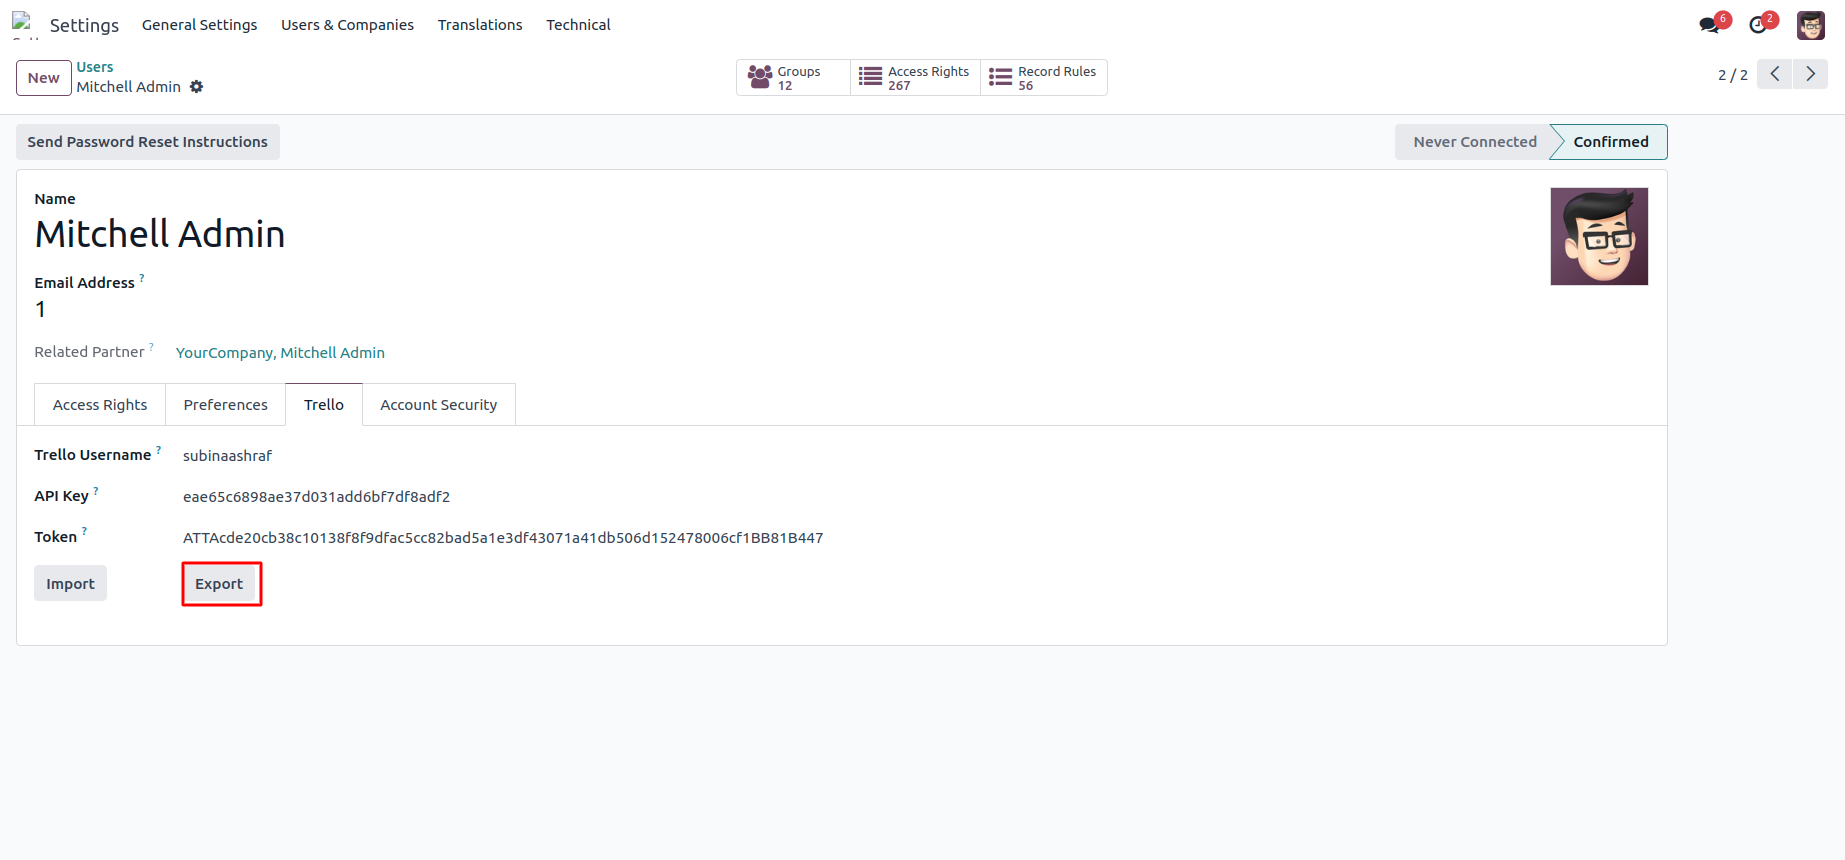 Settings General Settings Users & Companies Translations Technical 6 2
New Users
Mitchell Admin
Groups 12
Access Rights 267
Record Rules 56
2 / 2
Send Password Reset Instructions
Never Connected Confirmed
Name
Mitchell Admin
Email Address ?
1
Related Partner ? YourCompany, Mitchell Admin
Access Rights Preferences Trello Account Security
Trello Username ? subinaashraf
API Key ? eae65c6898ae37d031add6bf7df8adf2
Token ? ATTAcde20cb38c10138f8f9dfac5cc82bad5a1e3df43071a41db506d152478006cf1BB81B447
Import Export